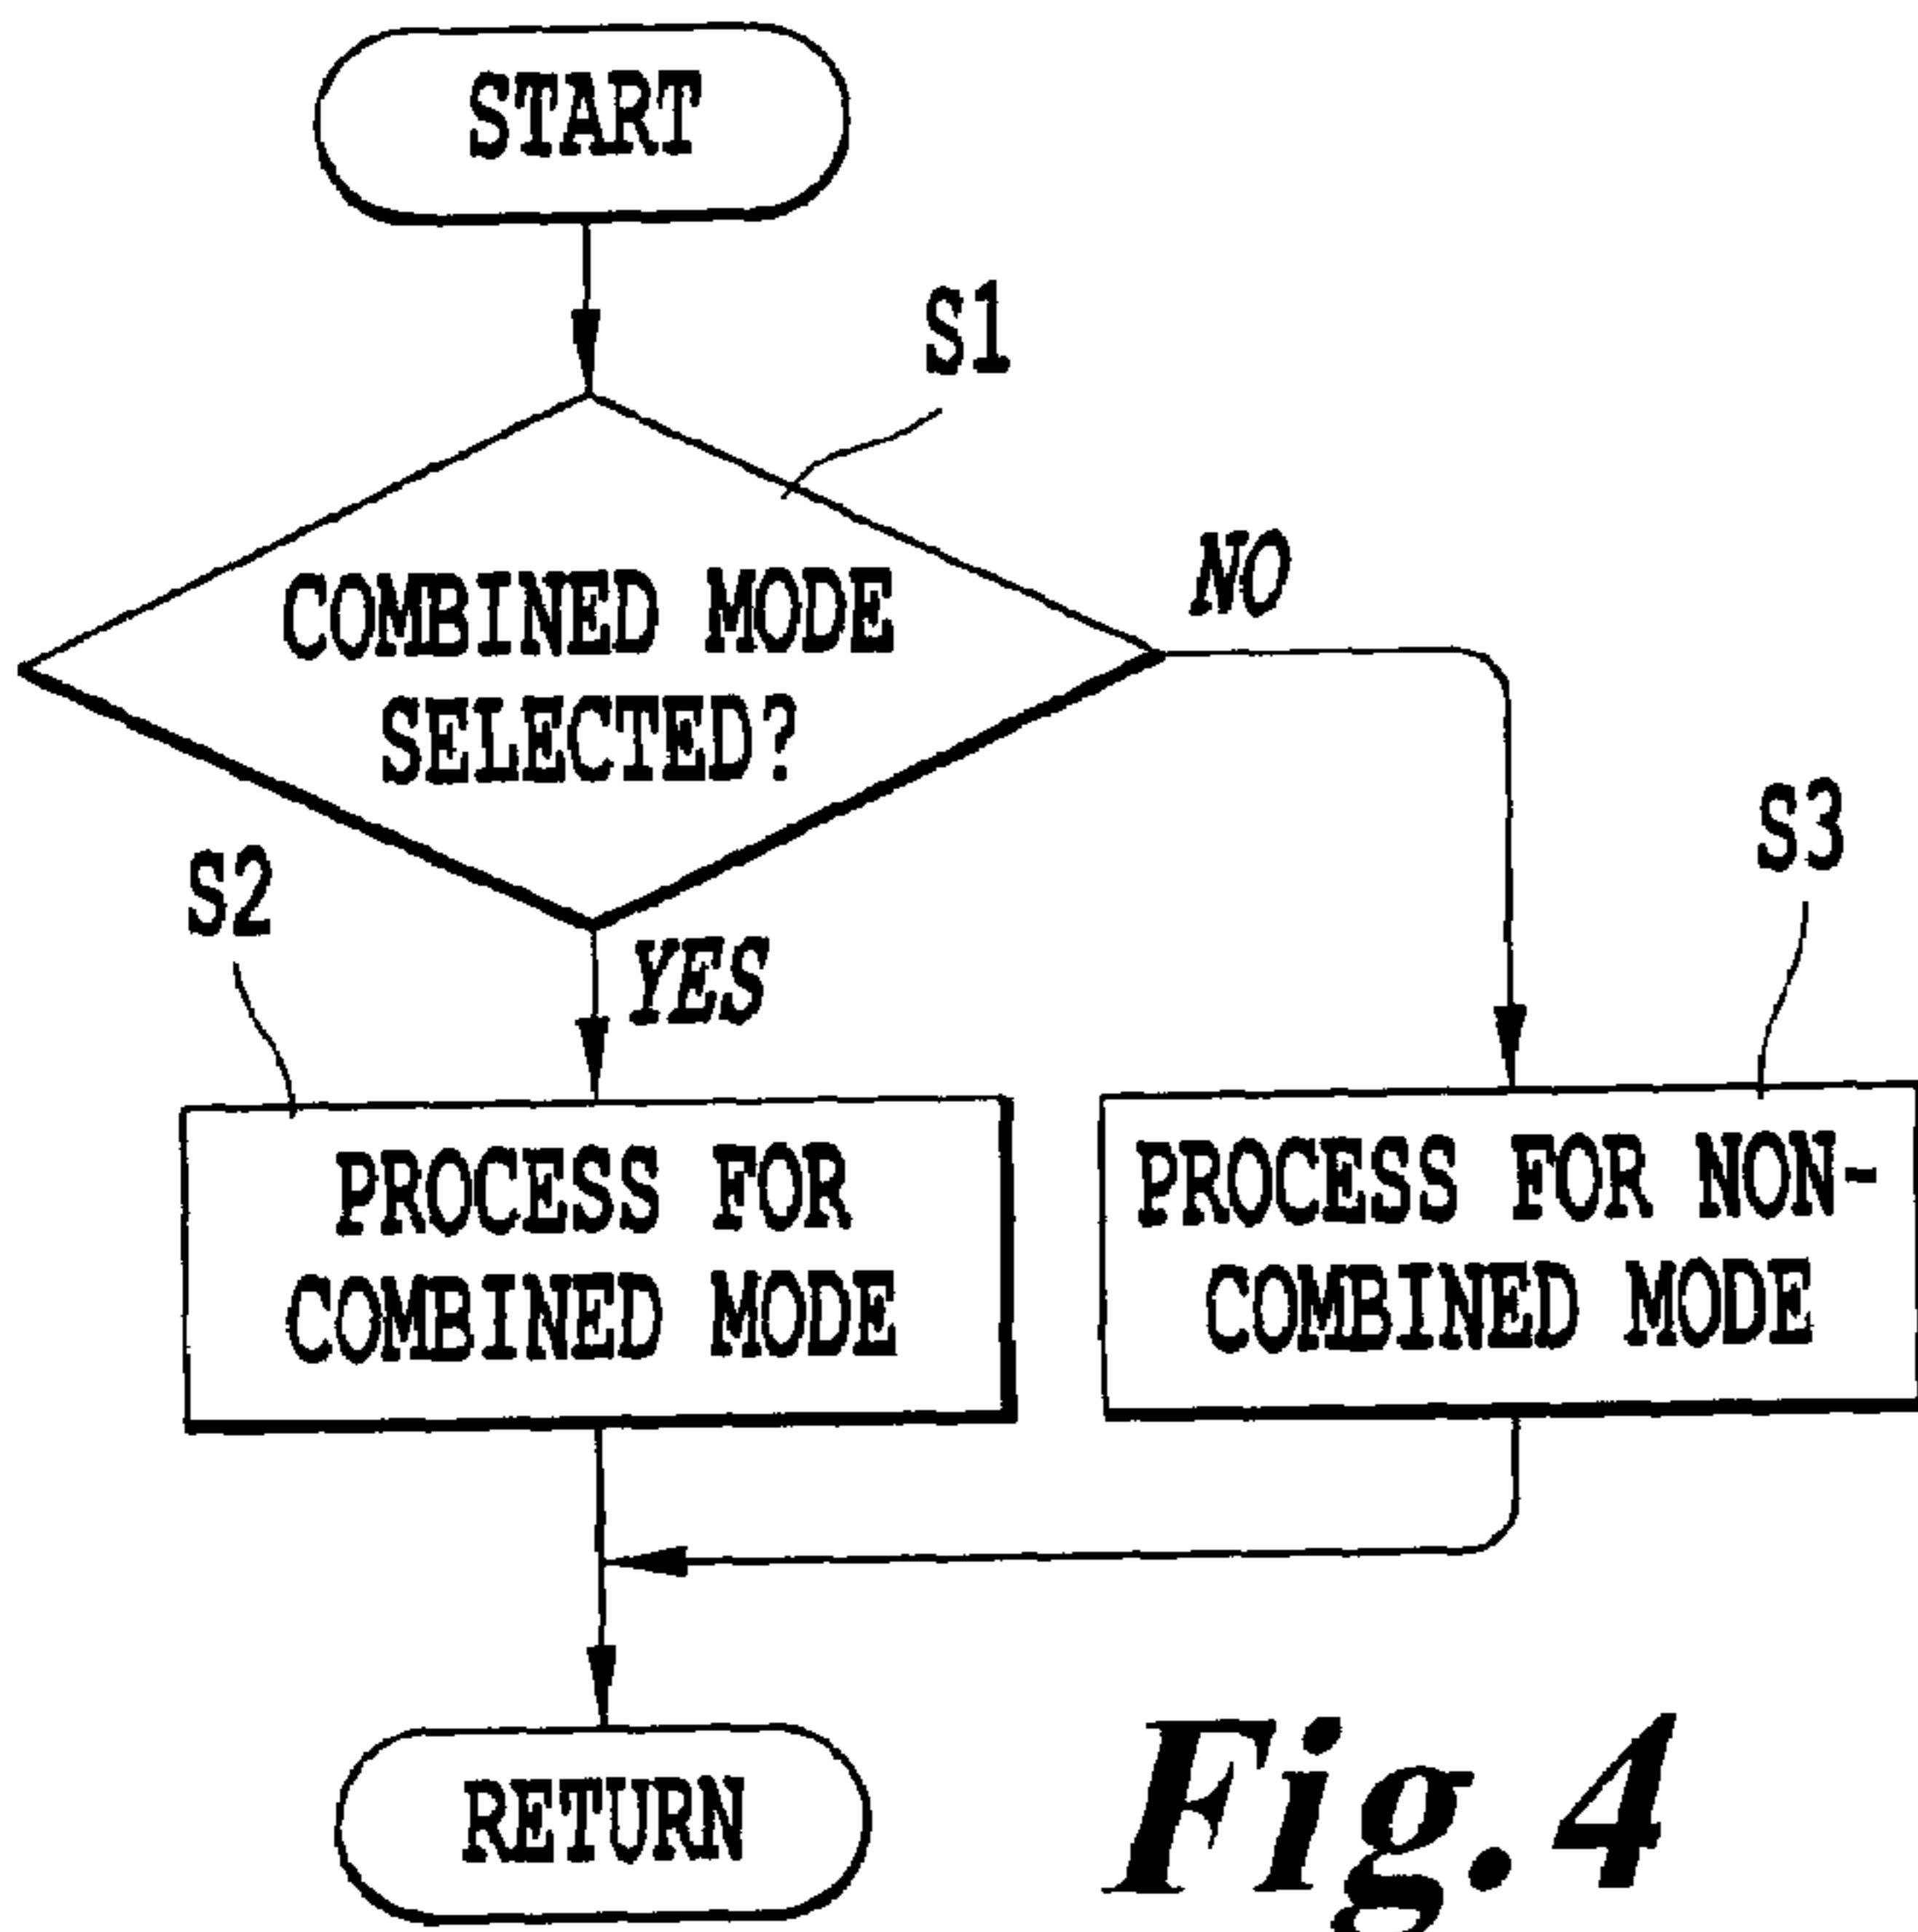 START
S1
COMBINED MODE
SELECTED?
NO
YES
S2
S3
PROCESS FOR
COMBINED MODE
PROCESS FOR NON-
COMBINED MODE
RETURN
Fig.4